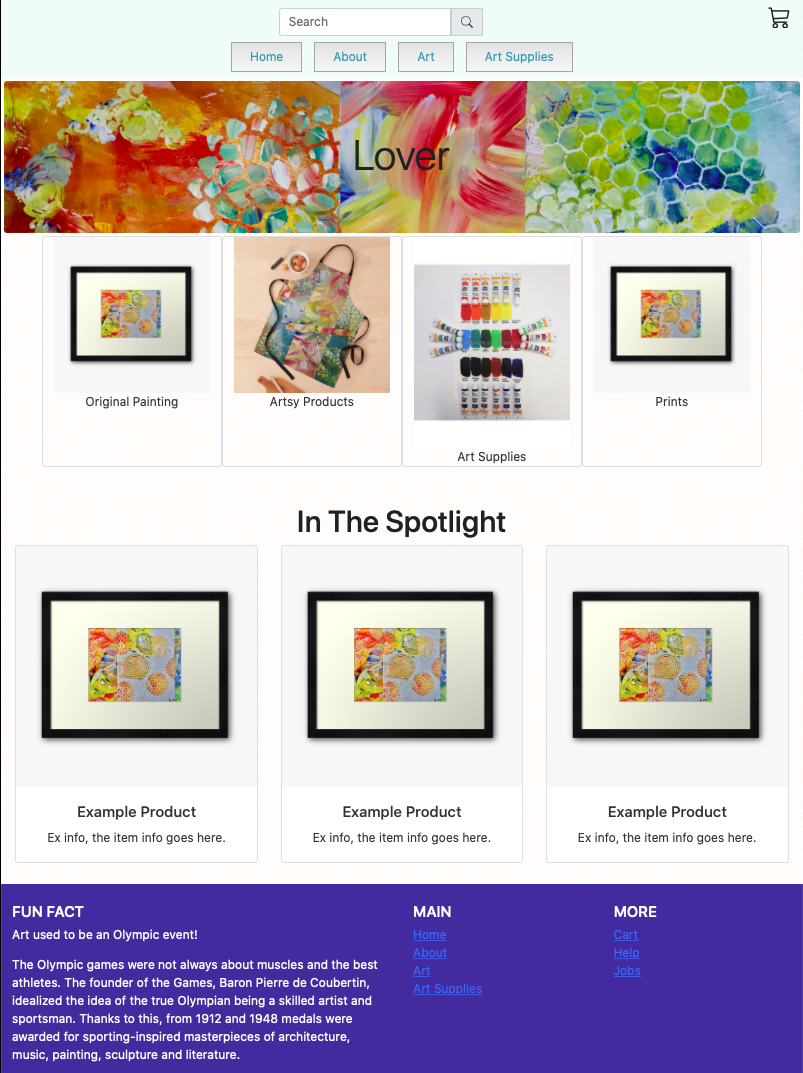 Search
Home About Art Art Supplies
Lover
Original Painting Artsy Products Prints
Art Supplies
In The Spotlight
Example Product Example Product Example Product
Ex info, the item info goes here. Ex info, the item info goes here. Ex info, the item info goes here.
FUN FACT
Art used to be an Olympic event!
The Olympic games were not always about muscles and the best
athletes. The founder of the Games, Baron Pierre de Coubertin,
idealized the idea of the true Olympian being a skilled artist and
sportsman. Thanks to this, from 1912 and 1948 medals were
awarded for sporting-inspired masterpieces of architecture,
music, painting, sculpture and literature.
MAIN
Home
About
Art
Art Supplies
MORE
Cart
Help
Jobs